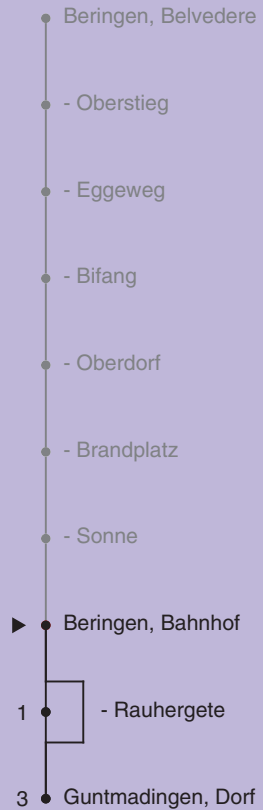 Beringen, Belvedere
- Oberstieg
- Eggeweg
- Bifang
- Oberdorf
- Brandplatz
- Sonne
Beringen, Bahnhof
1 - Rauhergete
3 Guntmadingen, Dorf